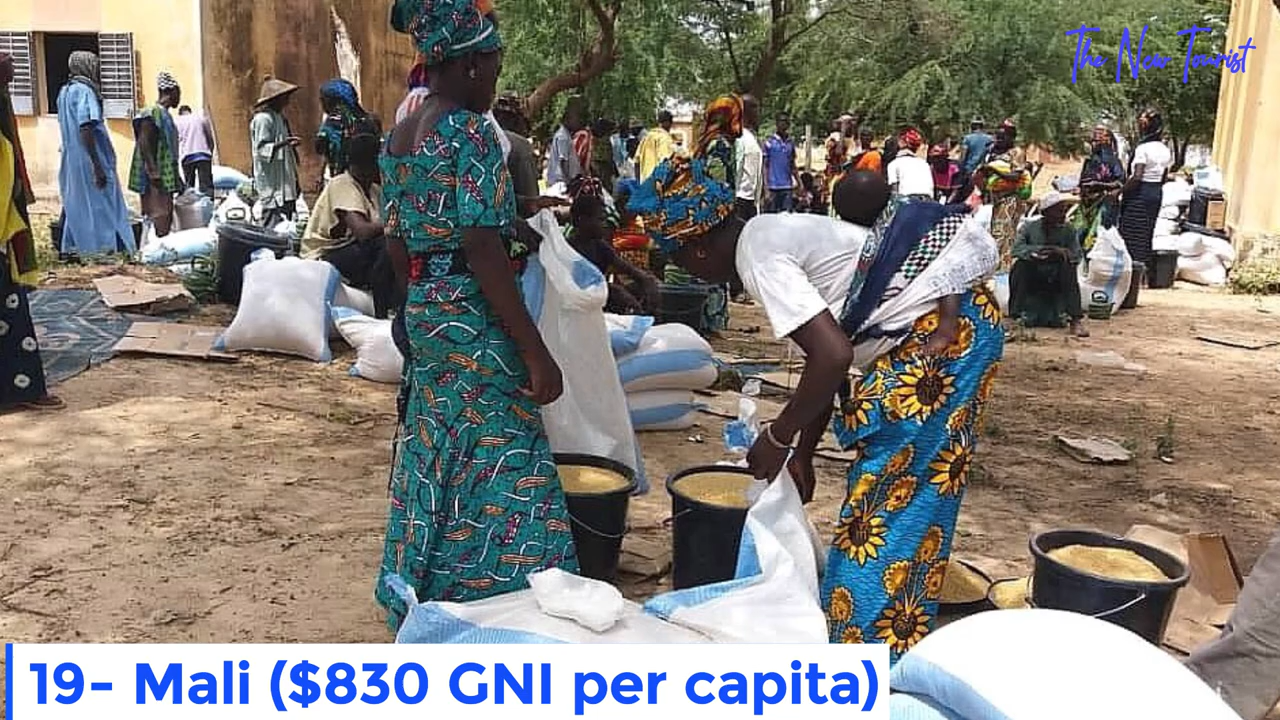 The New Tourist
19- Mali ($830 GNI per capita)